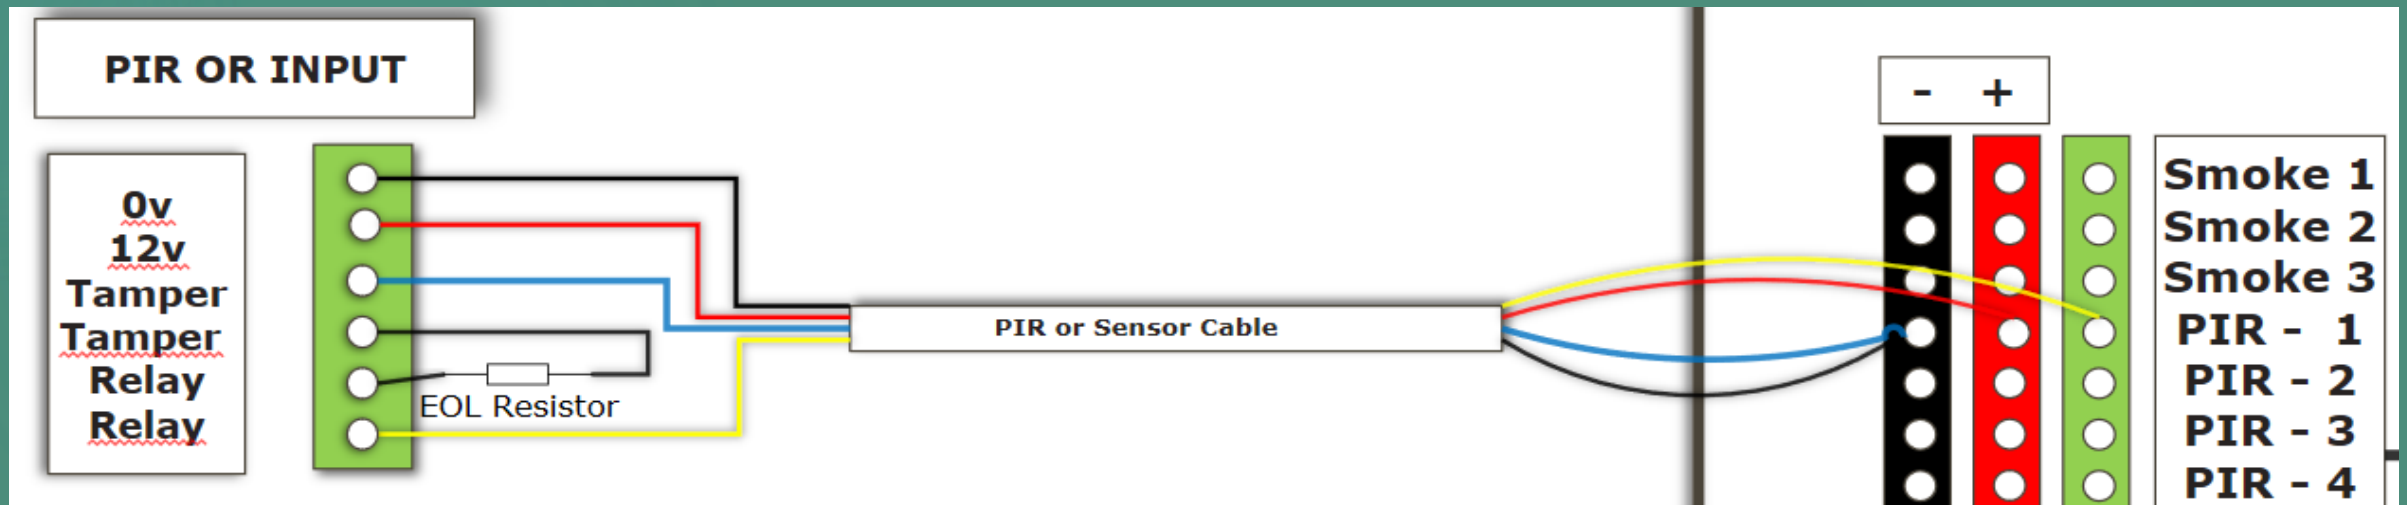 PIR OR INPUT
0v
12v
Tamper
Tamper
Relay
Relay
EOL Resistor
PIR or Sensor Cable
- +
Smoke 1
Smoke 2
Smoke 3
PIR - 1
PIR - 2
PIR - 3
PIR - 4